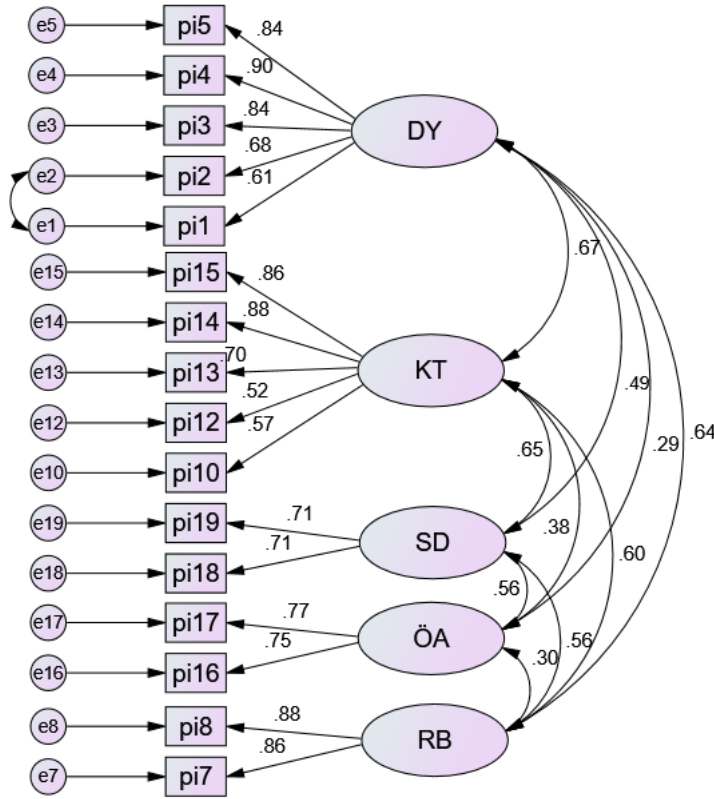 e5 pi5 .84
e4 pi4 .90
e3 pi3 .84 DY
e2 pi2 .68
e1 pi1 .61
e15 pi15 .86 .67
e14 pi14 .88
e13 pi13 .70 KT
e12 pi12 .52 .49
e10 pi10 .57 .65 .29 .64
e19 pi19 .71 SD .38
e18 pi18 .71 .56 .60
e17 pi17 .77 ÖA
e16 pi16 .75 .30 .56
e8 pi8 .88 RB
e7 pi7 .86